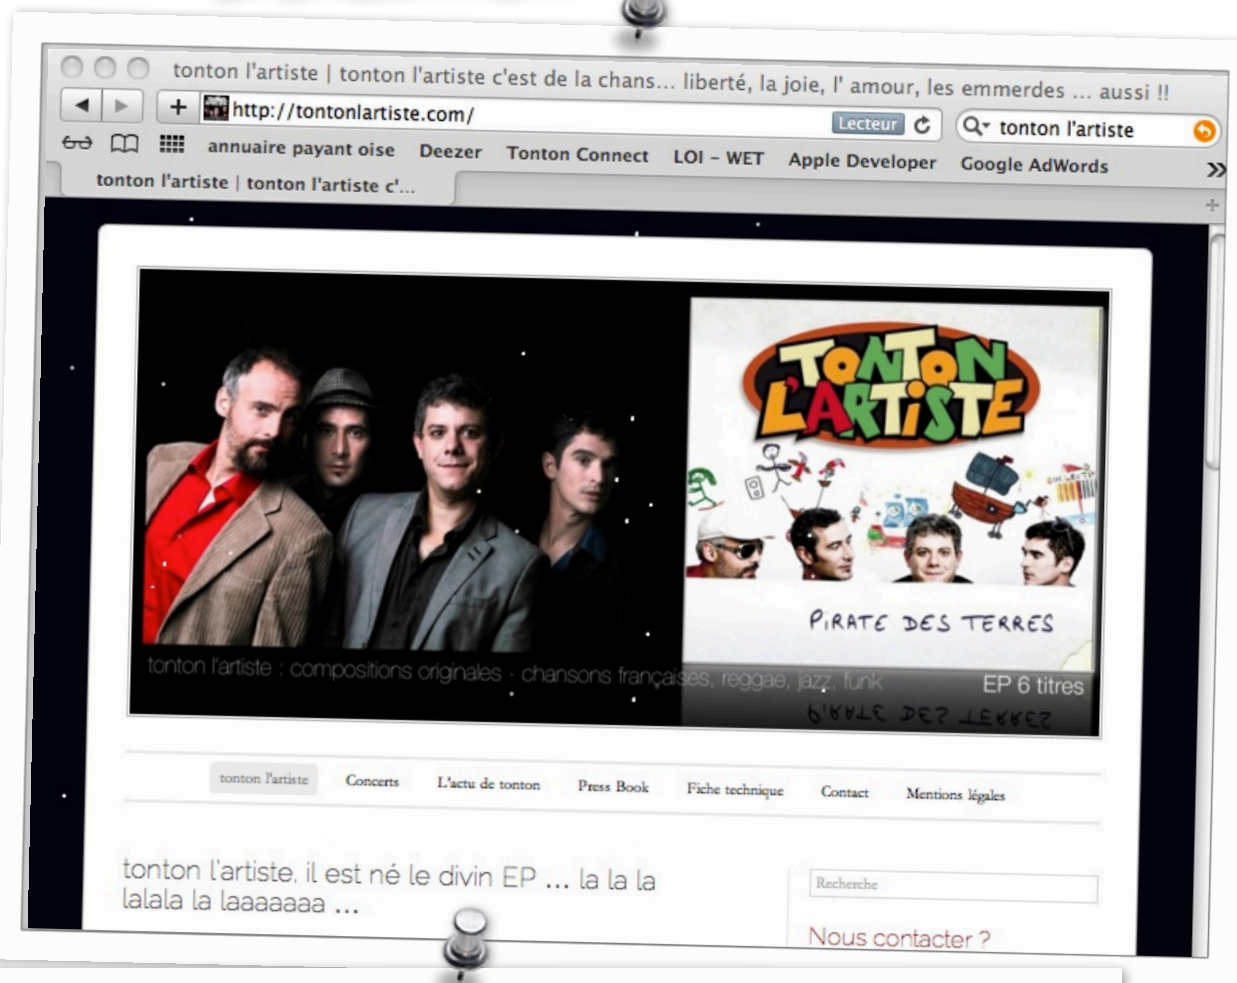 tonton l'artiste | tonton l'artiste c'est de la chans... liberté, la joie, l' amour, les emmerdes ... aussi !!
http://tontonlartiste.com/ Lecteur tonton l'artiste
annuaire payant oise Deezer Tonton Connect LOI - WET Apple Developer Google AdWords »
tonton l'artiste | tonton l'artiste c'...
TONTON
L'ARTISTE
PIRATE DES TERRES
tonton l'artiste : compositions originales - chansons françaises, reggae, jazz, funk
EP 6 titres
PIRATE DES TERRES
tonton l'artiste Concerts L'actu de tonton Press Book Fiche technique Contact Mentions légales
tonton l'artiste, il est né le divin EP ... la la la
lalala la laaaaaaa ...
Recherche
Nous contacter ?